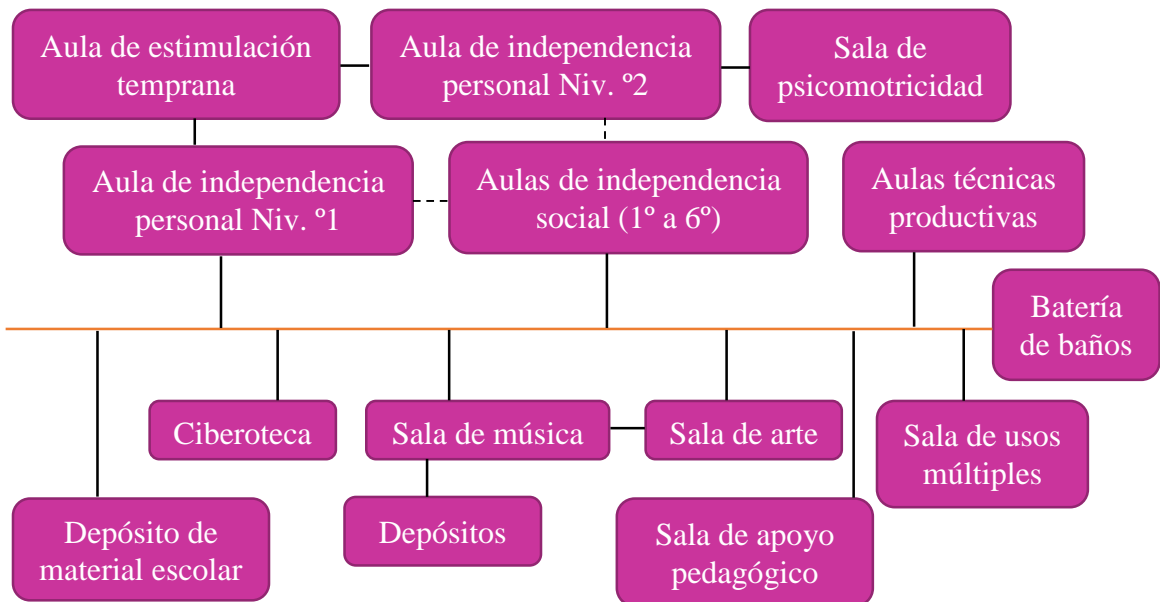 Aula de estimulación
temprana
Aula de independencia
personal Niv. º2
Sala de
psicomotricidad
Aula de independencia
personal Niv. º1
Aulas de independencia
social (1º a 6º)
Aulas técnicas
productivas
Batería
de baños
Ciberoteca
Sala de música
Sala de arte
Sala de usos
múltiples
Depósito de
material escolar
Depósitos
Sala de apoyo
pedagógico